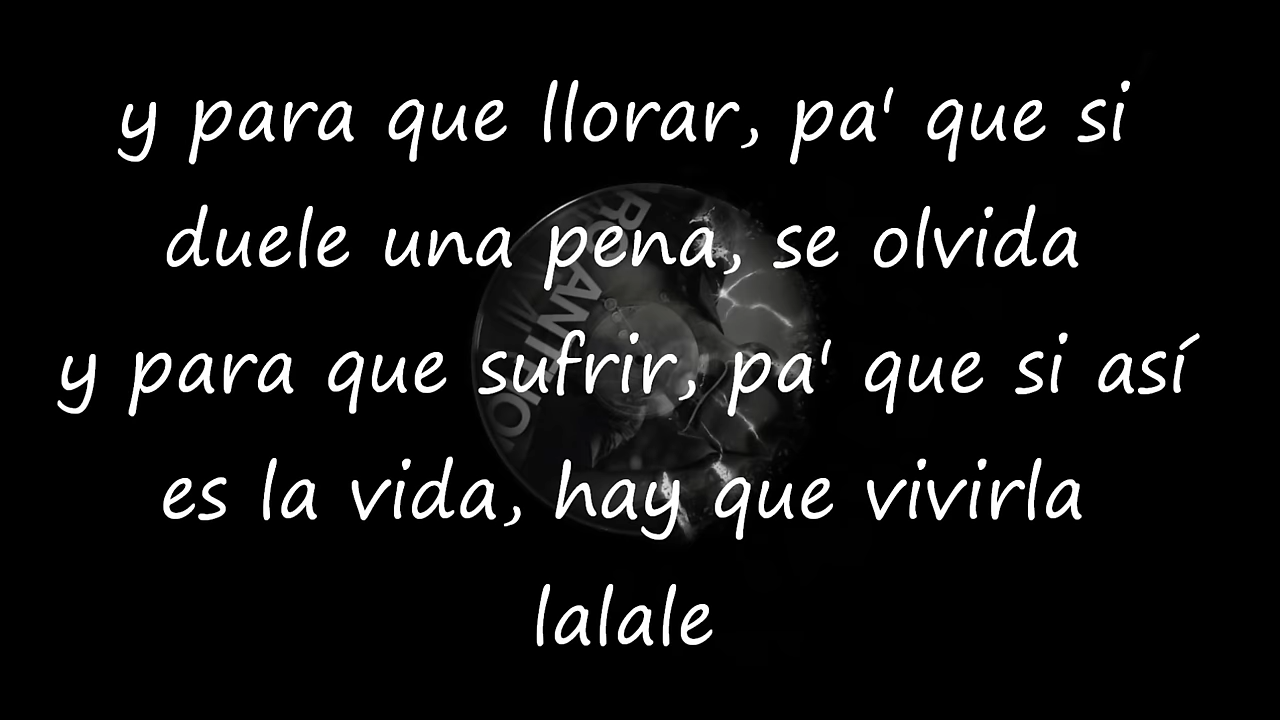 y para que llorar, pa' que si
duele una pena, se olvida
y para que sufrir, pa' que si así
es la vida, hay que vivirla
lalale